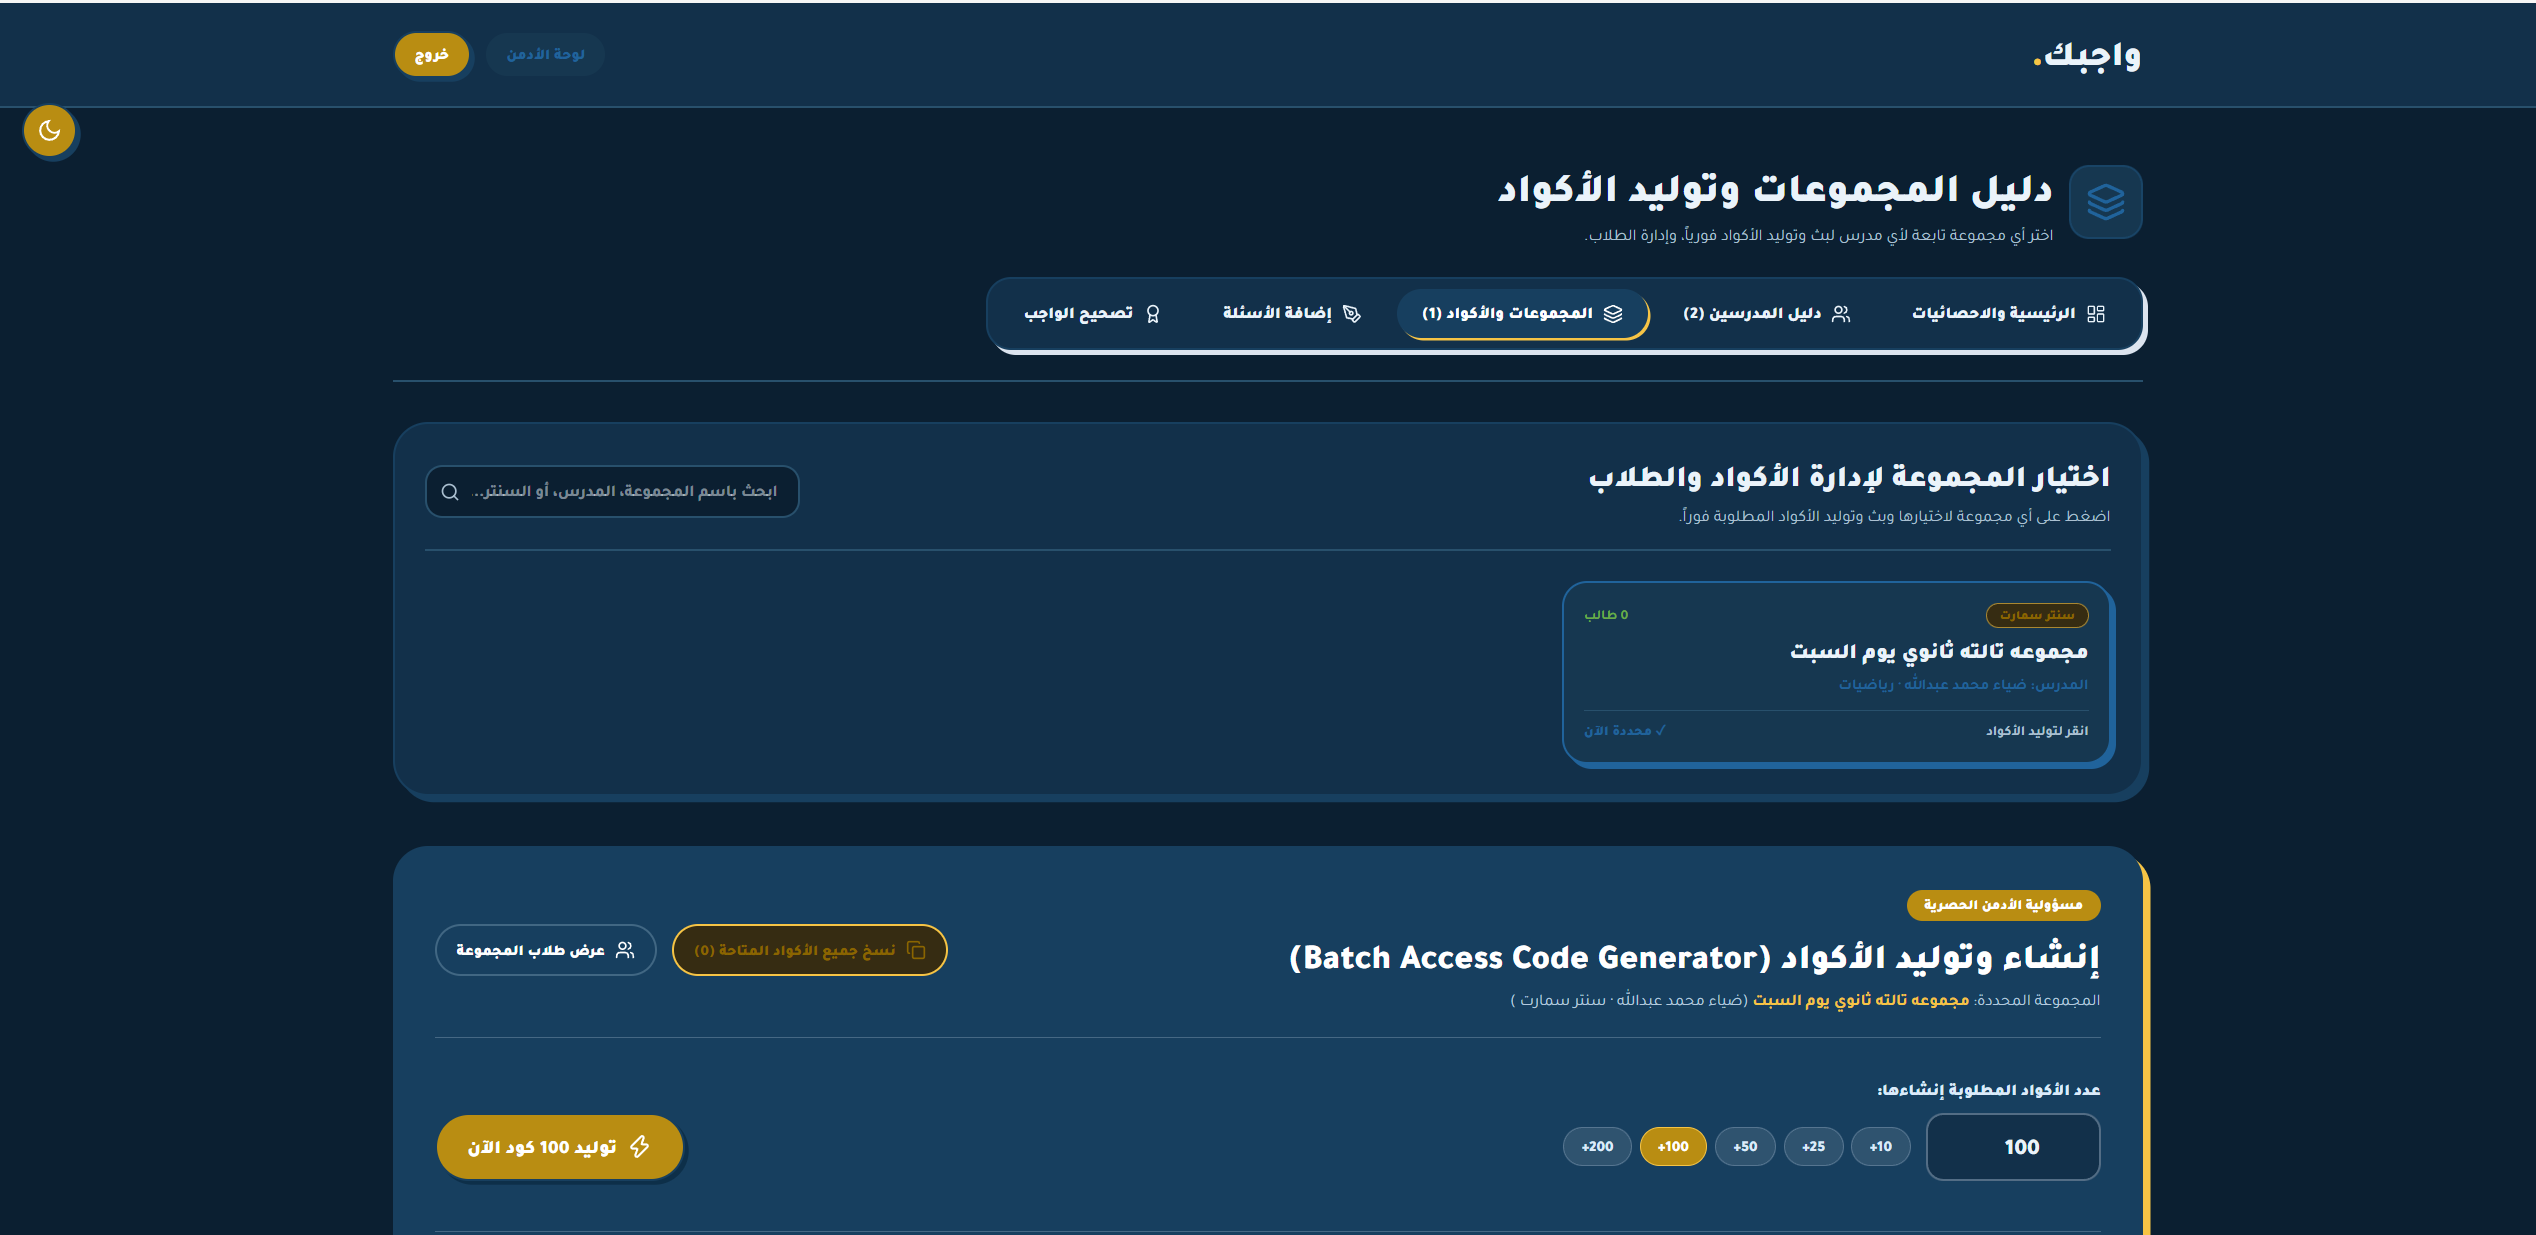 واجبك.
لوحة الأدمن
خروج
دليل المجموعات وتوليد الأكواد
اختر أي مجموعة تابعة لأي مدرس لبث وتوليد الأكواد فورياً، وإدارة الطلاب.
الرئيسية والاحصائيات
دليل المدرسين (2)
المجموعات والأكواد (1)
إضافة الأسئلة
تصحيح الواجب
اختيار المجموعة لإدارة الأكواد والطلاب
اضغط على أي مجموعة لاختيارها وبث وتوليد الأكواد المطلوبة فوراً.
ابحث باسم المجموعة، المدرس، أو السنتر...
سنتر سمارت
0 طالب
مجموعه تالته ثانوي يوم السبت
المدرس: ضياء محمد عبدالله · رياضيات
انقر لتوليد الأكواد
✓ محددة الآن
مسؤولية الأدمن الحصرية
إنشاء وتوليد الأكواد (Batch Access Code Generator)
المجموعة المحددة: مجموعه تالته ثانوي يوم السبت (ضياء محمد عبدالله · سنتر سمارت )
نسخ جميع الأكواد المتاحة (0)
عرض طلاب المجموعة
عدد الأكواد المطلوبة إنشاءها:
100
+10
+25
+50
+100
+200
توليد 100 كود الآن